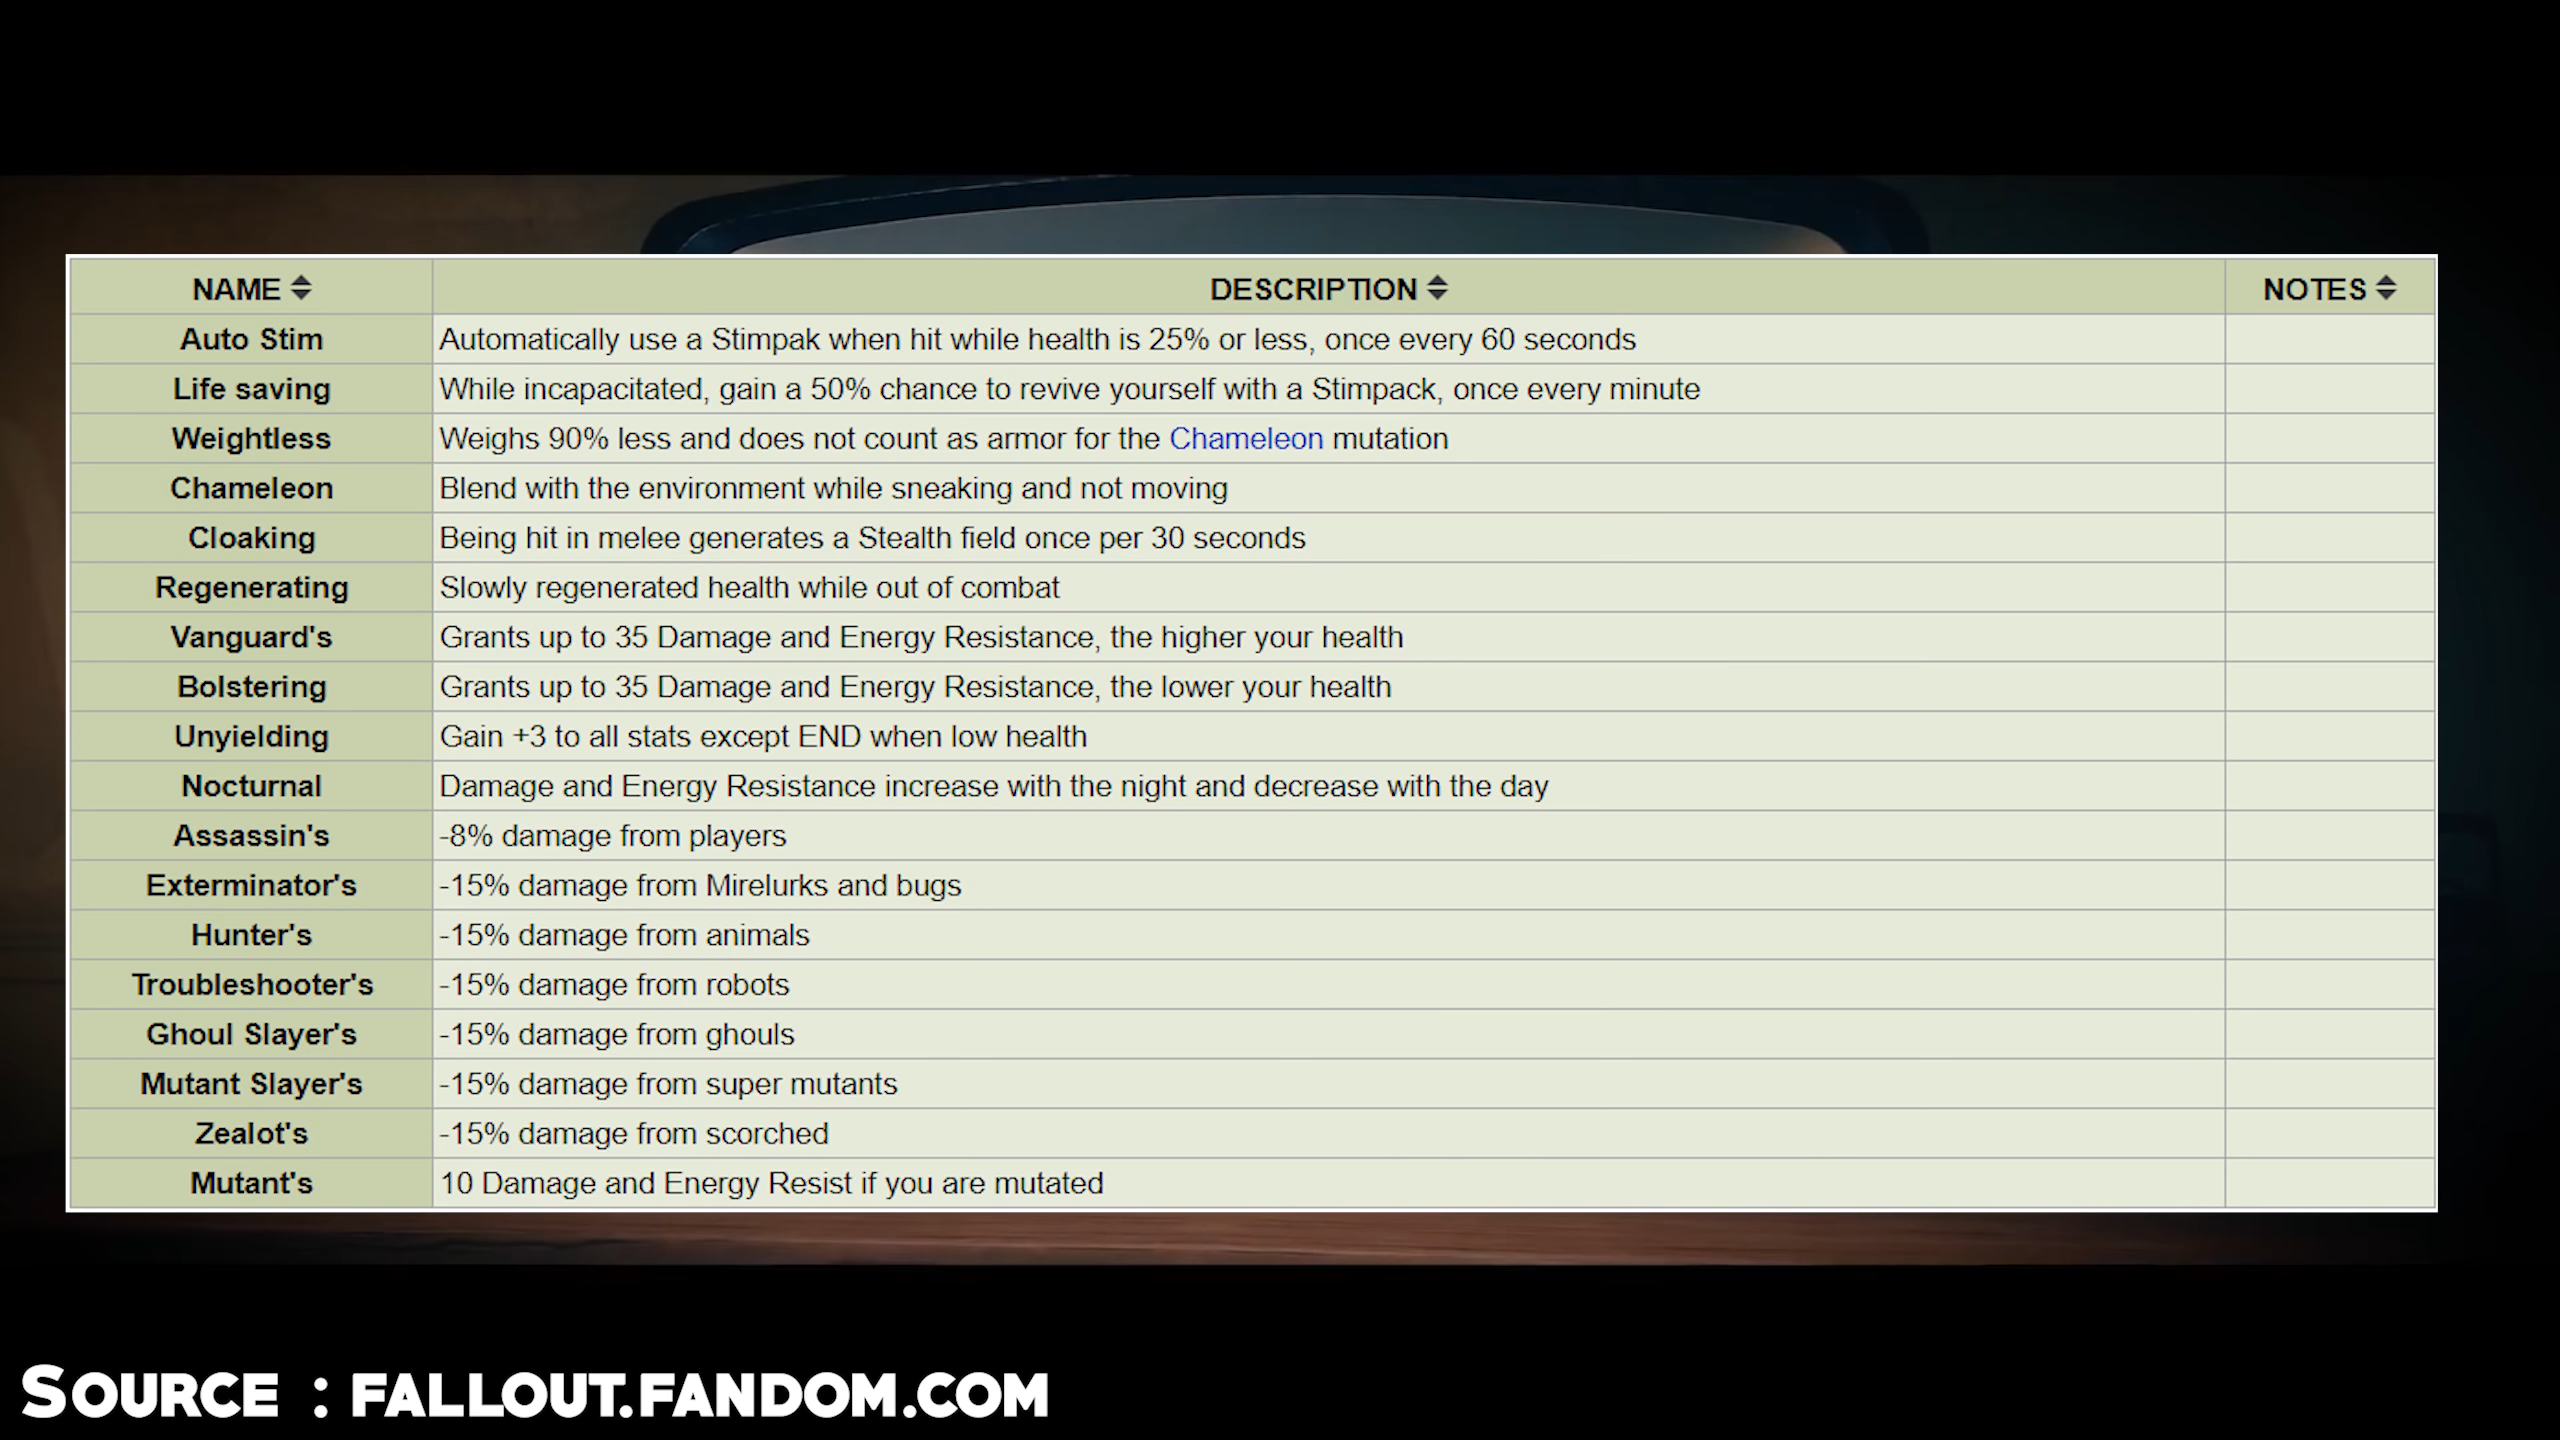 NAME DESCRIPTION NOTES
Auto Stim Automatically use a Stimpak when hit while health is 25% or less, once every 60 seconds
Life saving While incapacitated, gain a 50% chance to revive yourself with a Stimpack, once every minute
Weightless Weighs 90% less and does not count as armor for the Chameleon mutation
Chameleon Blend with the environment while sneaking and not moving
Cloaking Being hit in melee generates a Stealth field once per 30 seconds
Regenerating Slowly regenerated health while out of combat
Vanguard's Grants up to 35 Damage and Energy Resistance, the higher your health
Bolstering Grants up to 35 Damage and Energy Resistance, the lower your health
Unyielding Gain +3 to all stats except END when low health
Nocturnal Damage and Energy Resistance increase with the night and decrease with the day
Assassin's -8% damage from players
Exterminator's -15% damage from Mirelurks and bugs
Hunter's -15% damage from animals
Troubleshooter's -15% damage from robots
Ghoul Slayer's -15% damage from ghouls
Mutant Slayer's -15% damage from super mutants
Zealot's -15% damage from scorched
Mutant's 10 Damage and Energy Resist if you are mutated
SOURCE : FALLOUT.FANDOM.COM